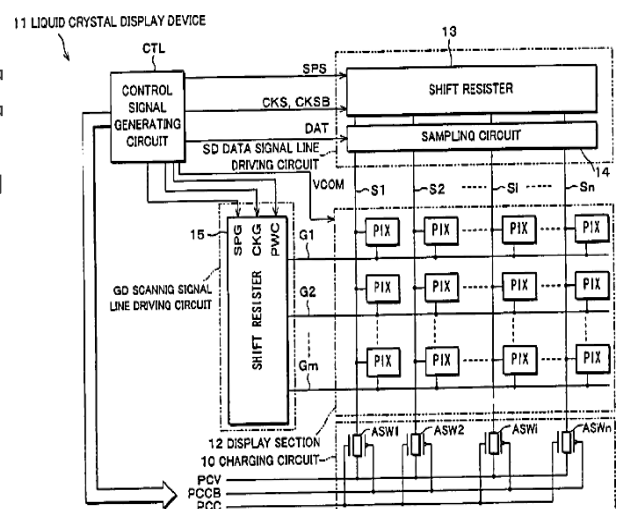 11 LIQUID CRYSTAL DISPLAY DEVICE
CTL
CONTROL
SIGNAL
GENERATING
CIRCUIT
SPS
CKS, CKSB
DAT
13
SHIFT RESISTER
SAMPLING CIRCUIT
14
SD DATA SIGNAL LINE
DRIVING CIRCUIT
VCOM
S1 S2 Si Sn
15
SPG
CKG
PWC
SHIFT RESISTER
GD SCANNIQ SIGNAL
LINE DRIVING CIRCUIT
G1
PIX PIX PIX PIX
G2
PIX PIX PIX PIX
Gm
PIX PIX PIX PIX
12 DISPLAY SECTION
10 CHARGING CIRCUIT
ASW1 ASW2 ASWi ASWn
PCV
PCCB
PCC